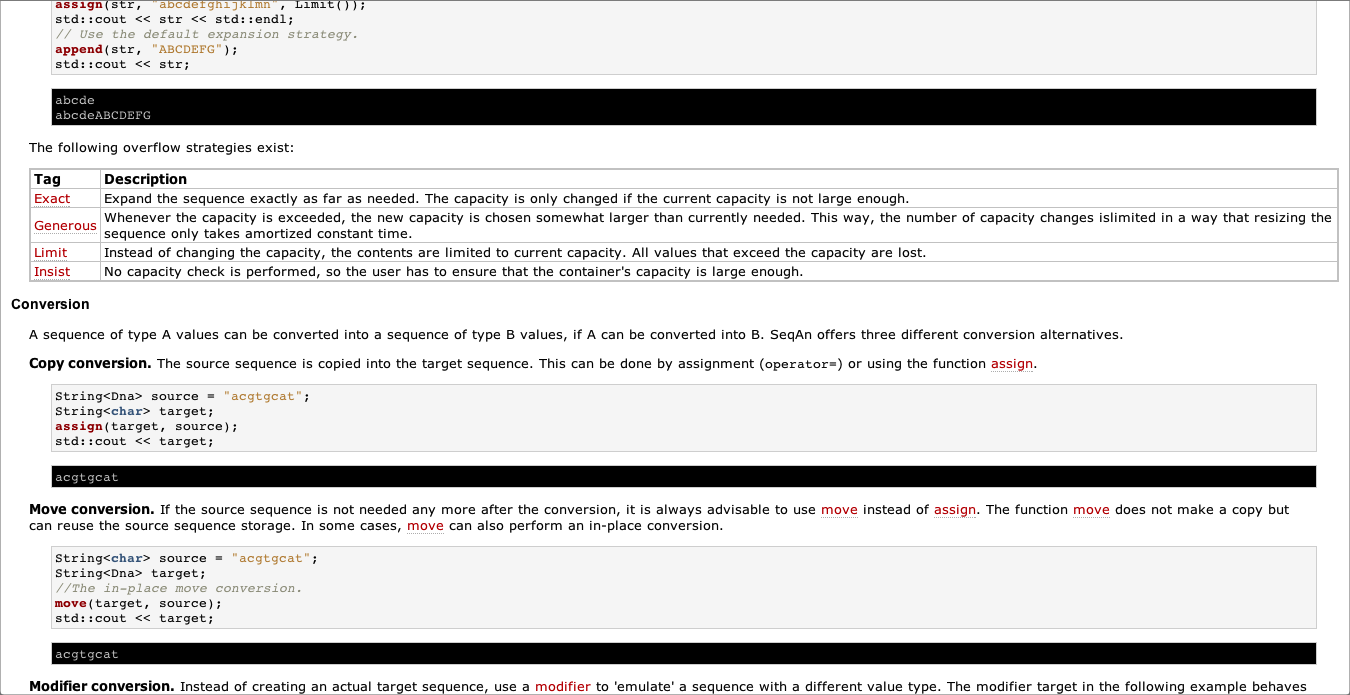 assign(str, "abcdefghijklmn", Limit());
std::cout << str << std::endl;
// Use the default expansion strategy.
append(str, "ABCDEFG");
std::cout << str;
abcde
abcdeABCDEFG
The following overflow strategies exist:
Tag Description
Exact Expand the sequence exactly as far as needed. The capacity is only changed if the current capacity is not large enough.
Generous Whenever the capacity is exceeded, the new capacity is chosen somewhat larger than currently needed. This way, the number of capacity changes islimited in a way that resizing the
sequence only takes amortized constant time.
Limit Instead of changing the capacity, the contents are limited to current capacity. All values that exceed the capacity are lost.
Insist No capacity check is performed, so the user has to ensure that the container's capacity is large enough.
Conversion
A sequence of type A values can be converted into a sequence of type B values, if A can be converted into B. SeqAn offers three different conversion alternatives.
Copy conversion. The source sequence is copied into the target sequence. This can be done by assignment (operator=) or using the function assign.
String<Dna> source = "acgtgcat";
String<char> target;
assign(target, source);
std::cout << target;
acgtgcat
Move conversion. If the source sequence is not needed any more after the conversion, it is always advisable to use move instead of assign. The function move does not make a copy but
can reuse the source sequence storage. In some cases, move can also perform an in-place conversion.
String<char> source = "acgtgcat";
String<Dna> target;
//The in-place move conversion.
move(target, source);
std::cout << target;
acgtgcat
Modifier conversion. Instead of creating an actual target sequence, use a modifier to 'emulate' a sequence with a different value type. The modifier target in the following example behaves